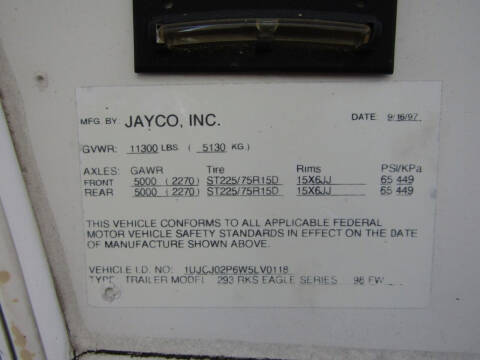 MFG. BY: JAYCO, INC. DATE: 9/16/97
GVWR: 11300 LBS. ( 5130 KG.)
AXLES: GAWR Tire Rims PSI/KPa
FRONT 5000 (2270) ST225/75R15D 15X6JJ 65 449
REAR 5000 (2270) ST225/75R15D 15X6JJ 65 449
THIS VEHICLE CONFORMS TO ALL APPLICABLE FEDERAL
MOTOR VEHICLE SAFETY STANDARDS IN EFFECT ON THE DATE
OF MANUFACTURE SHOWN ABOVE.
VEHICLE I.D. NO: 1UJCJ02P6W5LV0118
TYPE: TRAILER MODEL 293 RKS EAGLE SERIES 98 FW